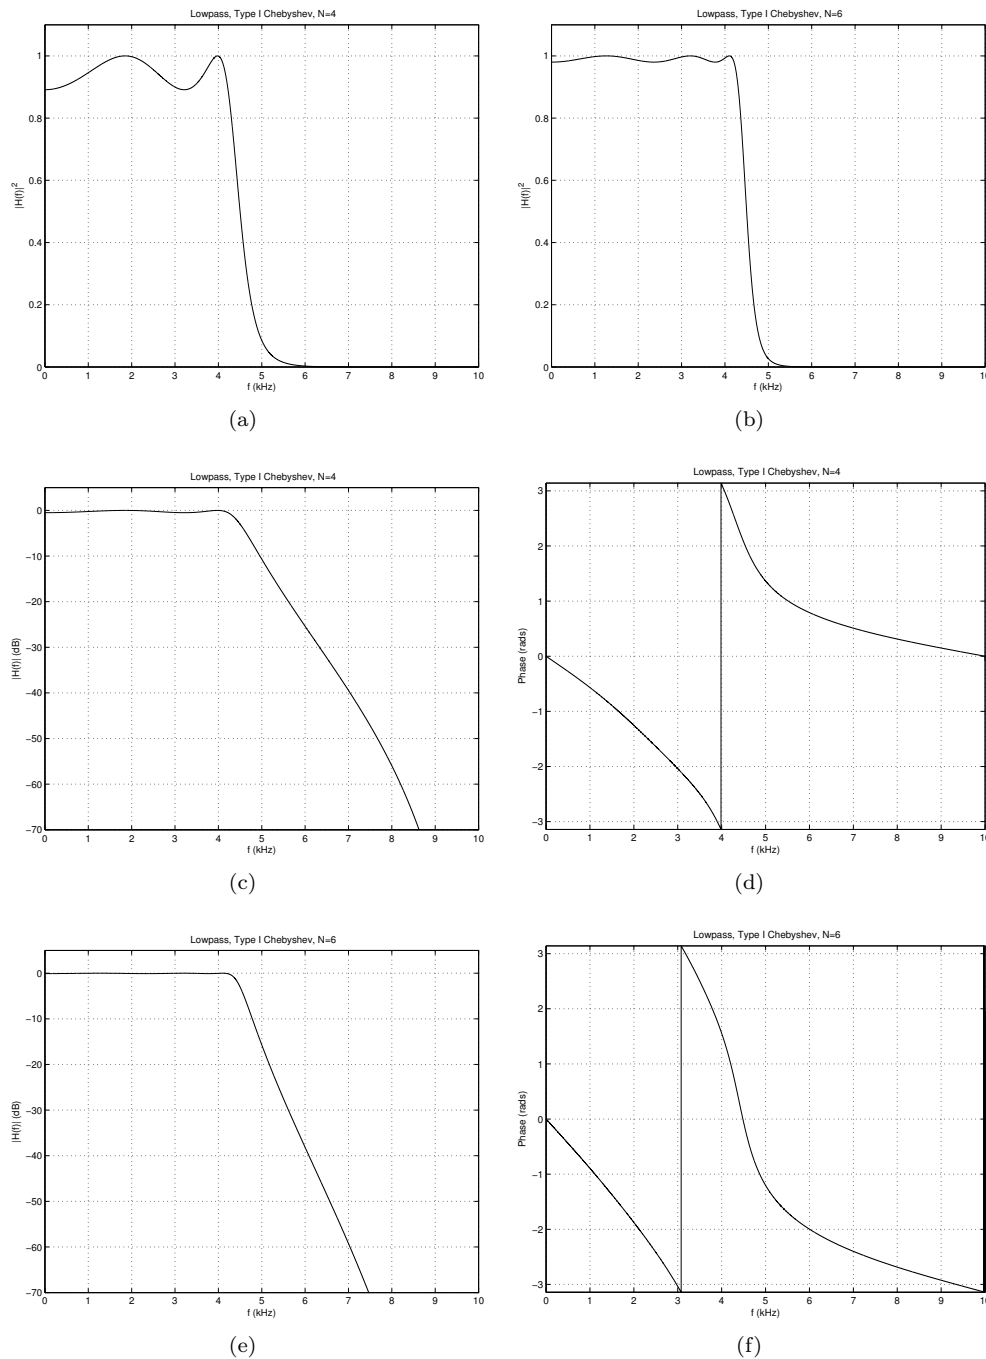 Lowpass, Type I Chebyshev, N=4
|H(f)|²
1
0.8
0.6
0.4
0.2
0
0 1 2 3 4 5 6 7 8 9 10
f (kHz)
(a)
Lowpass, Type I Chebyshev, N=6
|H(f)|²
1
0.8
0.6
0.4
0.2
0
0 1 2 3 4 5 6 7 8 9
f (kHz)
(b)
Lowpass, Type I Chebyshev, N=4
|H(f)| (dB)
0
−10
−20
−30
−40
−50
−60
−70
0 1 2 3 4 5 6 7 8 9 10
f (kHz)
(c)
Lowpass, Type I Chebyshev, N=4
Phase (rads)
3
2
1
0
−1
−2
−3
0 1 2 3 4 5 6 7 8 9
f (kHz)
(d)
Lowpass, Type I Chebyshev, N=6
|H(f)| (dB)
0
−10
−20
−30
−40
−50
−60
−70
0 1 2 3 4 5 6 7 8 9 10
f (kHz)
(e)
Lowpass, Type I Chebyshev, N=6
Phase (rads)
3
2
1
0
−1
−2
−3
0 1 2 3 4 5 6 7 8 9
f (kHz)
(f)